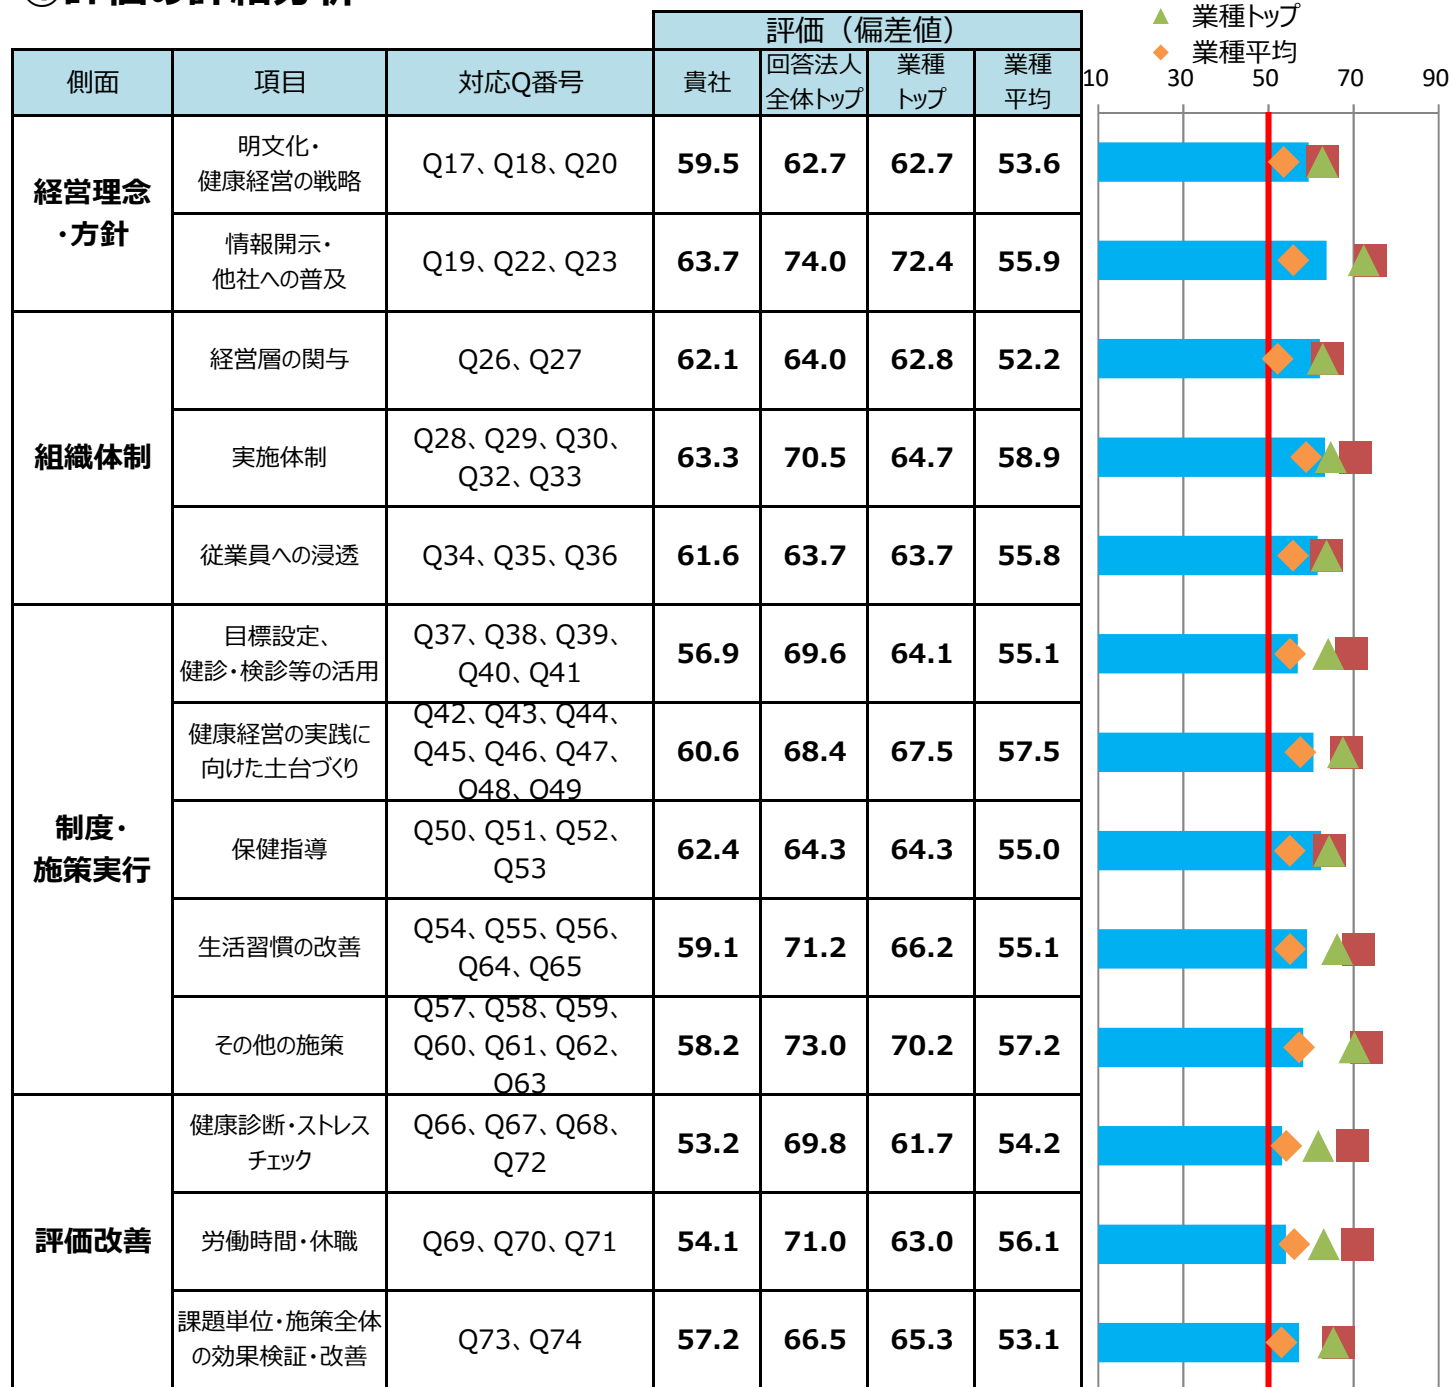 評価（偏差値）
▲ 業種トップ
◆ 業種平均
側面 項目 対応Q番号 貴社 回答法人 業種 業種
全体トップ トップ 平均
10 30 50 70 90
経営理念
・方針
明文化・
健康経営の戦略
Q17、Q18、Q20 59.5 62.7 62.7 53.6
情報開示・
他社への普及
Q19、Q22、Q23 63.7 74.0 72.4 55.9
組織体制
経営層の関与 Q26、Q27 62.1 64.0 62.8 52.2
実施体制
Q28、Q29、Q30、
Q32、Q33
63.3 70.5 64.7 58.9
従業員への浸透 Q34、Q35、Q36 61.6 63.7 63.7 55.8
制度・
施策実行
目標設定、
健診・検診等の活用
Q37、Q38、Q39、
Q40、Q41
56.9 69.6 64.1 55.1
健康経営の実践に
向けた土台づくり
Q42、Q43、Q44、
Q45、Q46、Q47、
Q48、Q49
60.6 68.4 67.5 57.5
保健指導
Q50、Q51、Q52、
Q53
62.4 64.3 64.3 55.0
生活習慣の改善
Q54、Q55、Q56、
Q64、Q65
59.1 71.2 66.2 55.1
その他の施策
Q57、Q58、Q59、
Q60、Q61、Q62、
Q63
58.2 73.0 70.2 57.2
評価改善
健康診断・ストレス
チェック
Q66、Q67、Q68、
Q72
53.2 69.8 61.7 54.2
労働時間・休職 Q69、Q70、Q71 54.1 71.0 63.0 56.1
課題単位・施策全体
の効果検証・改善
Q73、Q74 57.2 66.5 65.3 53.1